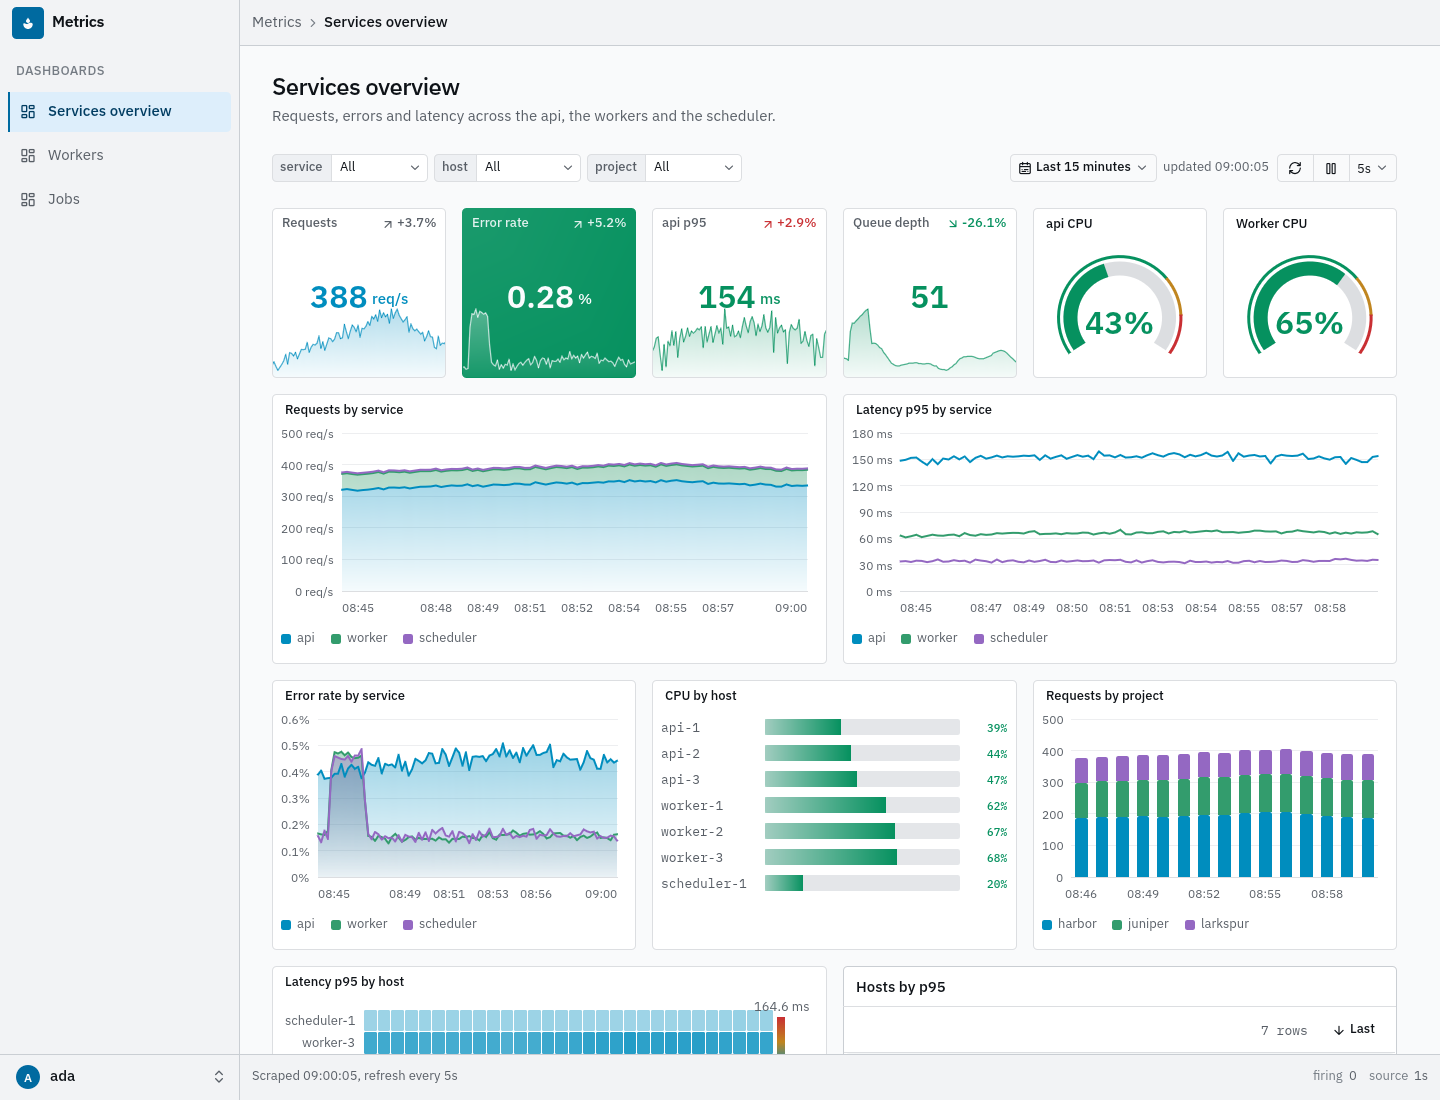 Metrics
Metrics > Services overview
DASHBOARDS
Services overview
Workers
Jobs
Services overview
Requests, errors and latency across the api, the workers and the scheduler.
service All host All project All
Last 15 minutes updated 09:00:05 5s
Requests +3.7%
388 req/s
Error rate +5.2%
0.28 %
api p95 +2.9%
154 ms
Queue depth -26.1%
51
api CPU
43%
Worker CPU
65%
Requests by service
500 req/s
400 req/s
300 req/s
200 req/s
100 req/s
0 req/s
08:45 08:48 08:49 08:51 08:52 08:54 08:55 08:57 09:00
api worker scheduler
Latency p95 by service
180 ms
150 ms
120 ms
90 ms
60 ms
30 ms
0 ms
08:45 08:47 08:49 08:50 08:51 08:53 08:54 08:55 08:57 08:58
api worker scheduler
Error rate by service
0.6%
0.5%
0.4%
0.3%
0.2%
0.1%
0%
08:45 08:49 08:51 08:53 08:56 09:00
api worker scheduler
CPU by host
api-1 39%
api-2 44%
api-3 47%
worker-1 62%
worker-2 67%
worker-3 68%
scheduler-1 20%
Requests by project
500
400
300
200
100
0
08:46 08:49 08:52 08:55 08:58
harbor juniper larkspur
Latency p95 by host
164.6 ms
scheduler-1
worker-3
Hosts by p95
7 rows Last
A ada
Scraped 09:00:05, refresh every 5s
firing 0 source 1s